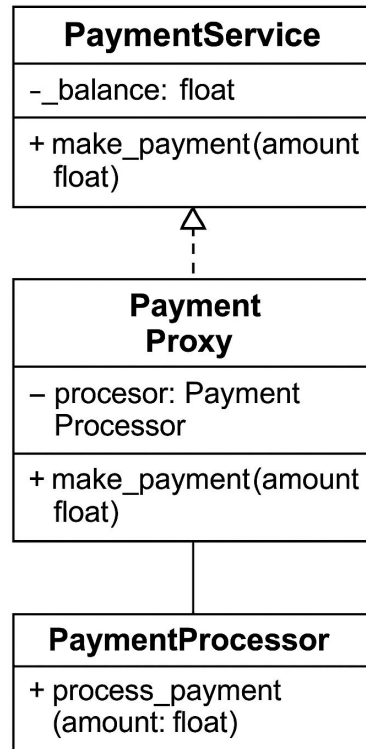 PaymentService
-_balance: float
+ make_payment(amount
float)
Payment
Proxy
– procesor: Payment
Processor
+ make_payment(amount
float)
PaymentProcessor
+ process_payment
(amount: float)